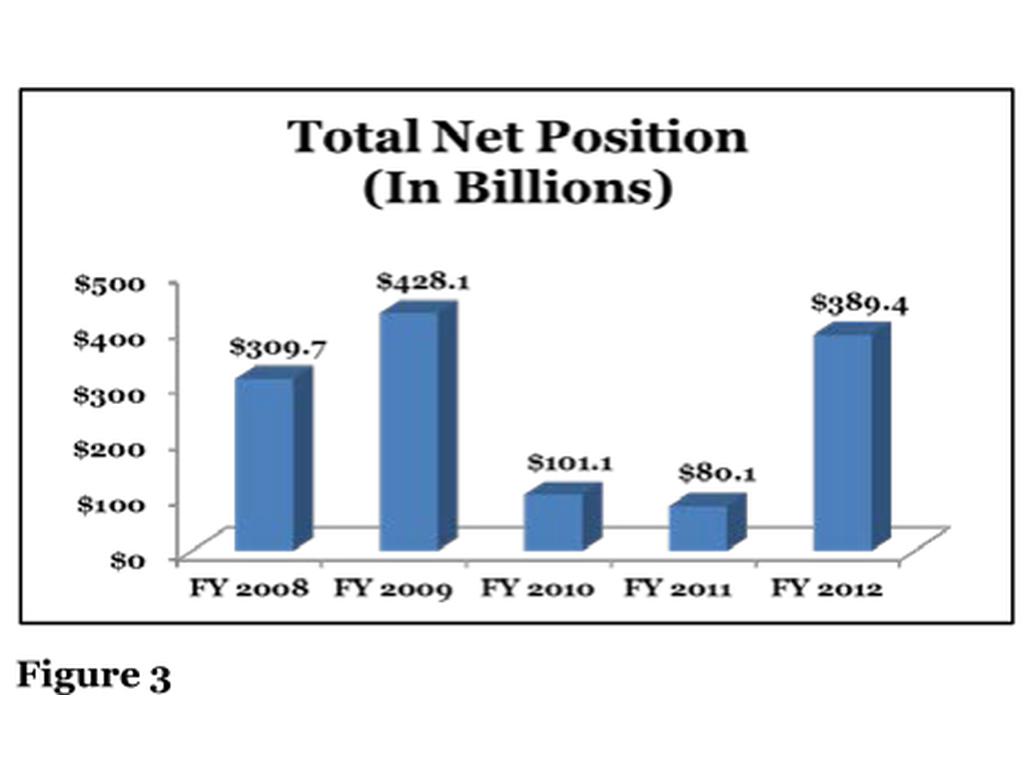 Total Net Position
(In Billions)
$500
$400
$300
$200
$100
$0
$309.7
$428.1
$101.1
$80.1
$389.4
FY 2008
FY 2009
FY 2010
FY 2011
FY 2012
Figure 3